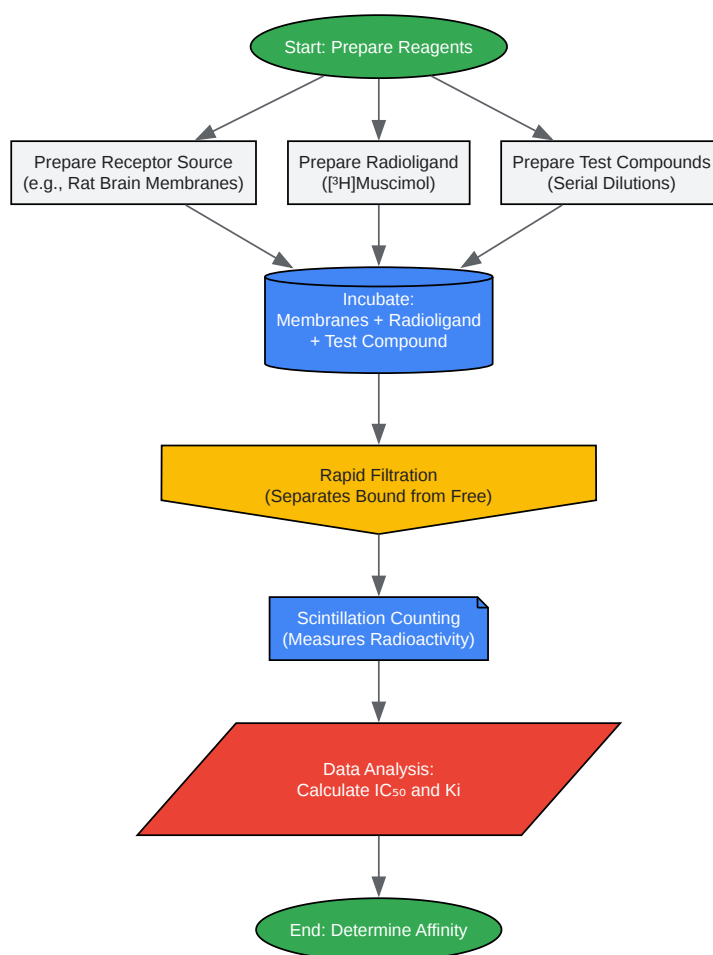 Start: Prepare Reagents
Prepare Receptor Source
(e.g., Rat Brain Membranes)
Prepare Radioligand
([³H]Muscimol)
Prepare Test Compounds
(Serial Dilutions)
Incubate:
Membranes + Radioligand
+ Test Compound
Rapid Filtration
(Separates Bound from Free)
Scintillation Counting
(Measures Radioactivity)
Data Analysis:
Calculate IC₅₀ and Ki
End: Determine Affinity